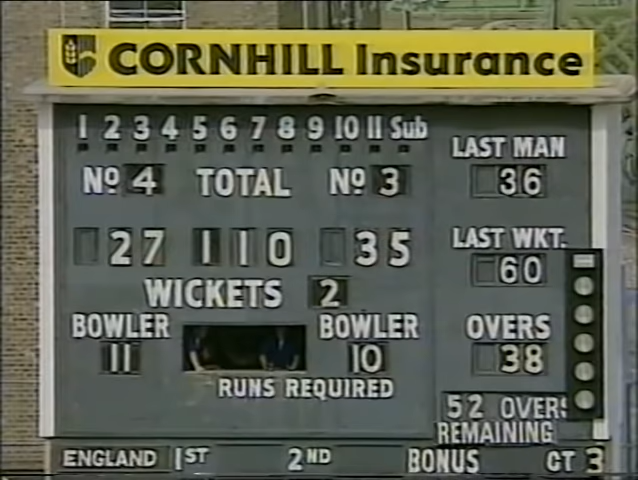 CORNHILL Insurance
1 2 3 4 5 6 7 8 9 10 11 Sub
LAST MAN
Nº 4 TOTAL Nº 3
36
27 110 35
LAST WKT.
60
WICKETS 2
BOWLER BOWLER
OVERS
11 10
38
RUNS REQUIRED
52 OVERS
REMAINING
ENGLAND 1ST 2ND BONUS CT 3